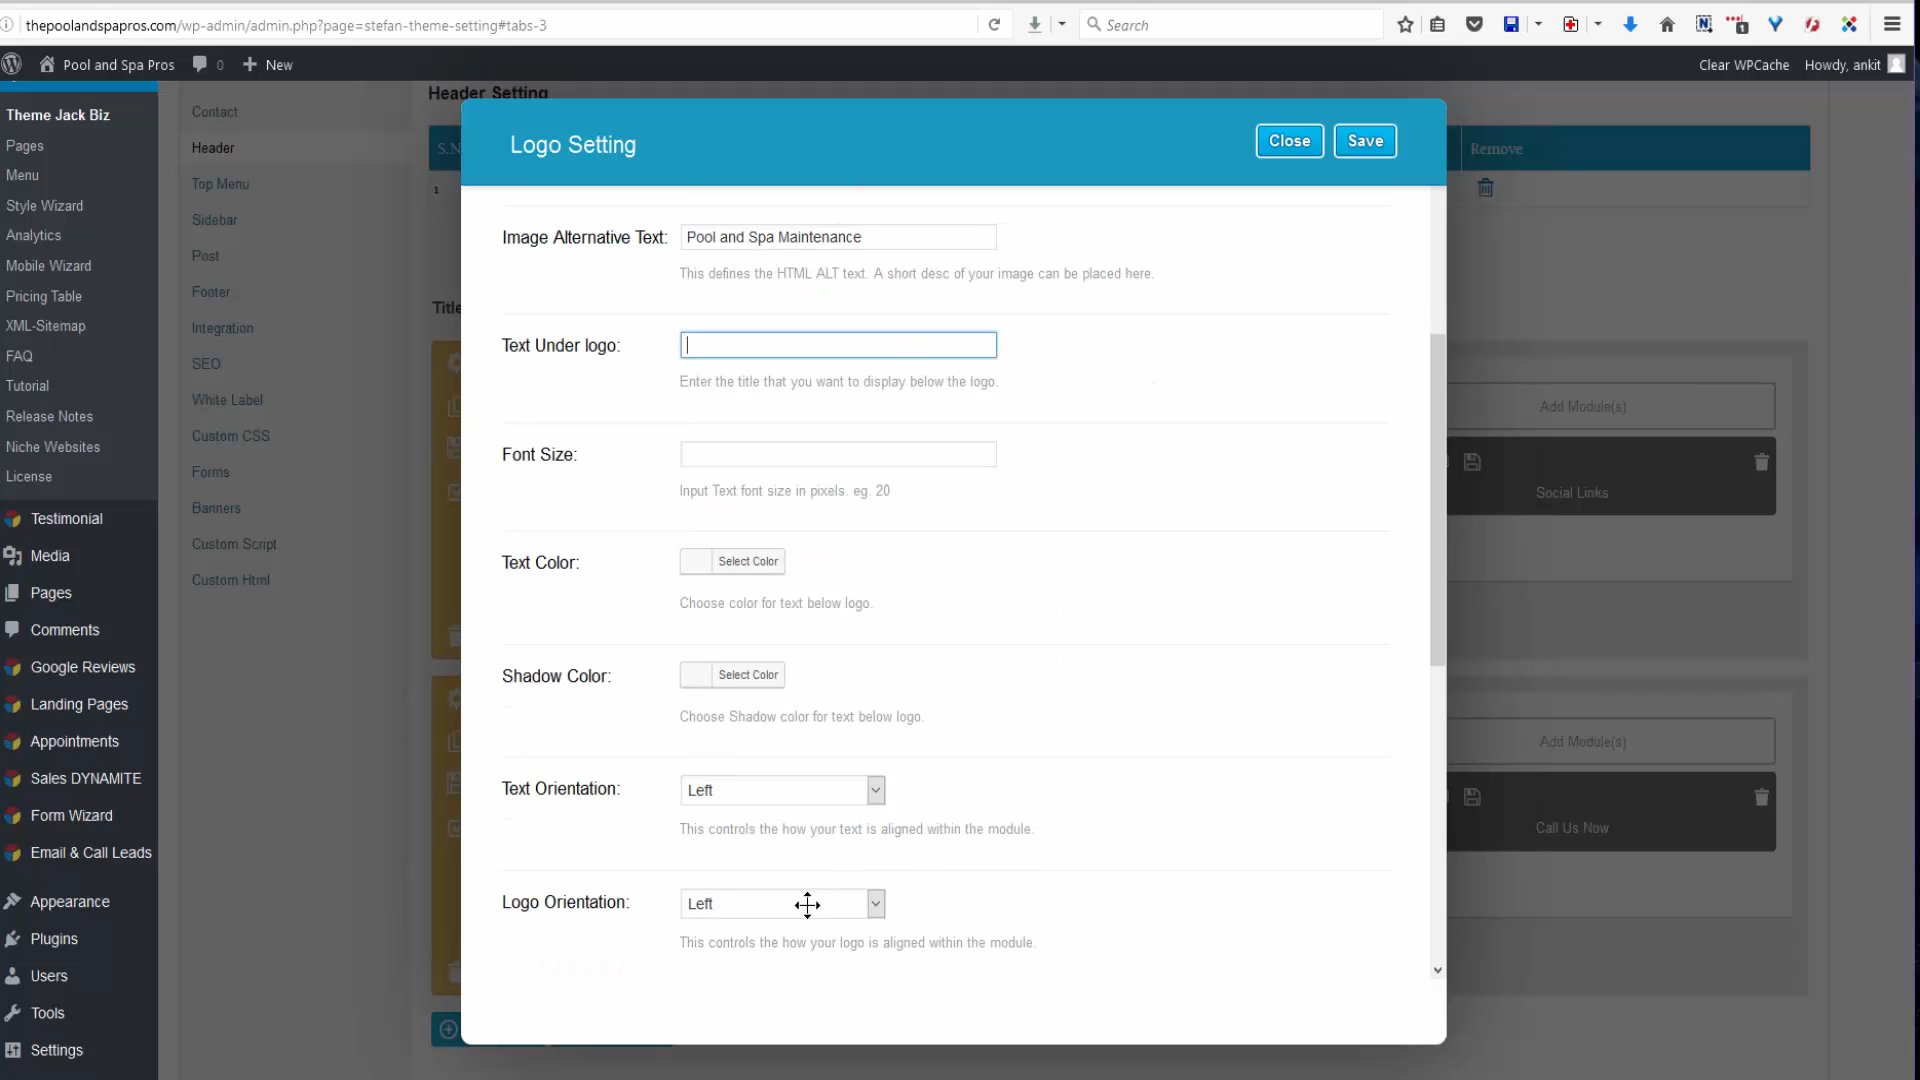 thepoolandspapros.com/wp-admin/admin.php?page=stefan-theme-setting#tabs-3
Search
Pool and Spa Pros
0
New
Clear WPCache
Howdy, ankit
Theme Jack Biz
Pages
Menu
Style Wizard
Analytics
Mobile Wizard
Pricing Table
XML-Sitemap
FAQ
Tutorial
Release Notes
Niche Websites
License
Testimonial
Media
Pages
Comments
Google Reviews
Landing Pages
Appointments
Sales DYNAMITE
Form Wizard
Email & Call Leads
Appearance
Plugins
Users
Tools
Settings
Contact
Header
Top Menu
Sidebar
Post
Footer
Integration
SEO
White Label
Custom CSS
Forms
Banners
Custom Script
Custom Html
Header Setting
S.N
Remove
1
Title
Logo Setting
Close
Save
Image Alternative Text:
Pool and Spa Maintenance
This defines the HTML ALT text. A short desc of your image can be placed here.
Text Under logo:
Enter the title that you want to display below the logo.
Font Size:
Input Text font size in pixels. eg. 20
Text Color:
Select Color
Choose color for text below logo.
Shadow Color:
Select Color
Choose Shadow color for text below logo.
Text Orientation:
Left
This controls the how your text is aligned within the module.
Logo Orientation:
Left
This controls the how your logo is aligned within the module.
Add Module(s)
Social Links
Add Module(s)
Call Us Now